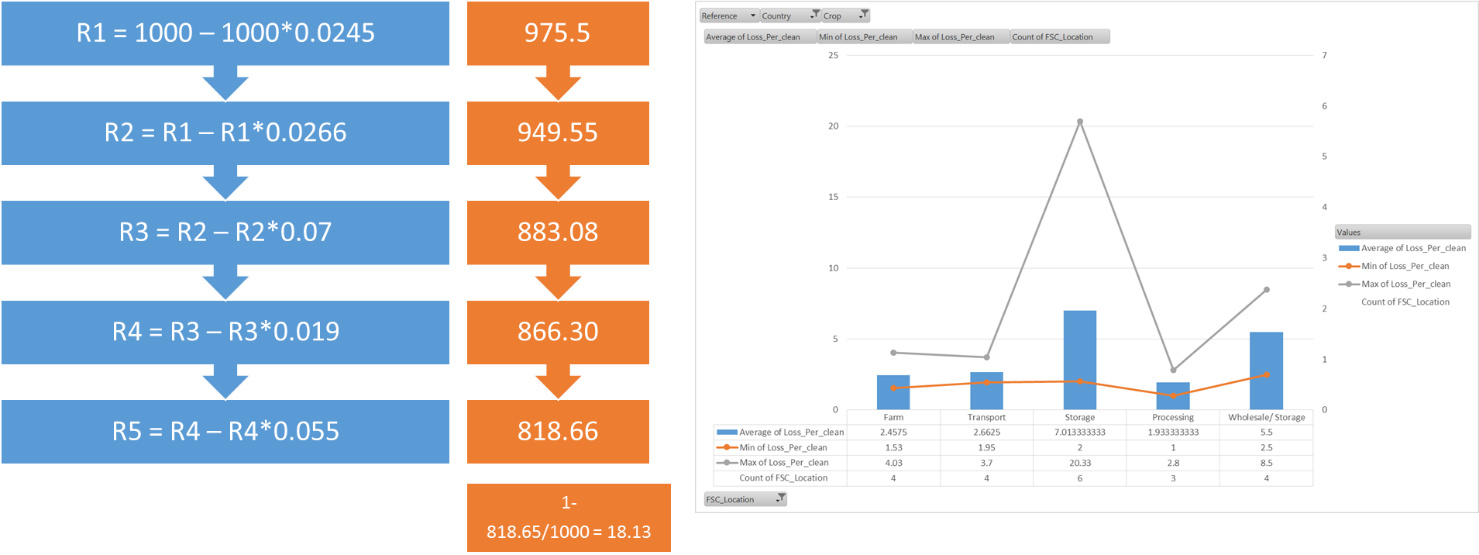 R1 = 1000 – 1000*0.0245
975.5
R2 = R1 – R1*0.0266
949.55
R3 = R2 – R2*0.07
883.08
R4 = R3 – R3*0.019
866.30
R5 = R4 – R4*0.055
818.66
1-
818.65/1000 = 18.13
Reference Country Crop
Average of Loss_Per_clean Min of Loss_Per_clean Max of Loss_Per_clean Count of FSC_Location
25 7
6
20
5
15 4
3
10
2
5
1
0 0
Values
Average of Loss_Per_clean
Min of Loss_Per_clean
Max of Loss_Per_clean
Count of FSC_Location
Farm Transport Storage Processing Wholesale/ Storage
Average of Loss_Per_clean 2.4575 2.6625 7.013333333 1.933333333 5.5
Min of Loss_Per_clean 1.53 1.95 2 1 2.5
Max of Loss_Per_clean 4.03 3.7 20.33 2.8 8.5
Count of FSC_Location 4 4 6 3 4
FSC_Location